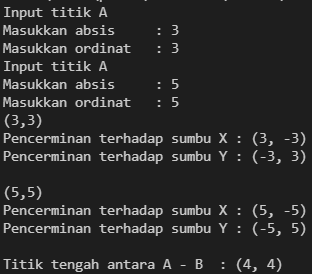 Input titik A
Masukkan absis     : 3
Masukkan ordinat   : 3
Input titik A
Masukkan absis     : 5
Masukkan ordinat   : 5
(3,3)
Pencerminan terhadap sumbu X : (3, -3)
Pencerminan terhadap sumbu Y : (-3, 3)

(5,5)
Pencerminan terhadap sumbu X : (5, -5)
Pencerminan terhadap sumbu Y : (-5, 5)

Titik tengah antara A - B  : (4, 4)